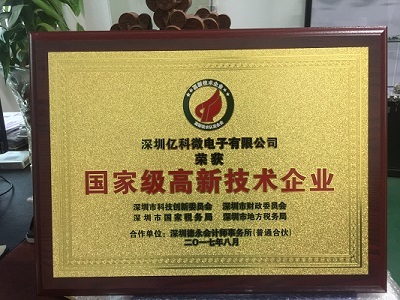 深圳亿科微电子有限公司
荣获
国家级高新技术企业
深圳市科技创新委员会 深圳市财政委员会
深圳市国家税务局 深圳市地方税务局
合作单位：深圳德永会计师事务所（普通合伙）
二〇一七年八月